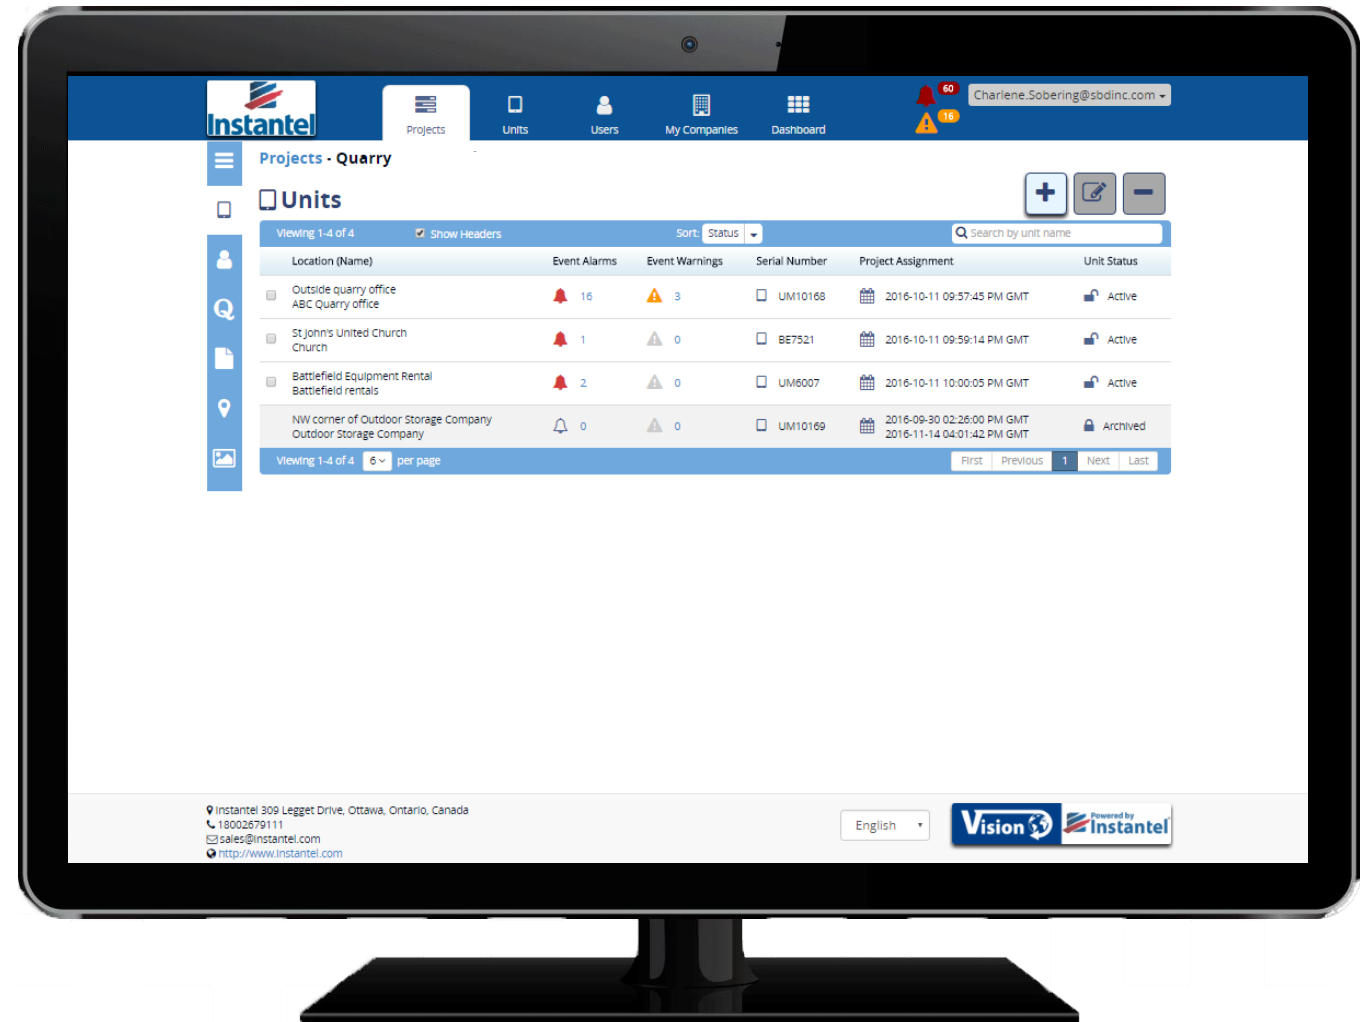 Instantel
Projects
Units
Users
My Companies
Dashboard
60
16
Charlene.Sobering@sbdinc.com
Projects - Quarry
Units
Viewing 1-4 of 4
Show Headers
Sort: Status
Search by unit name
Location (Name) Event Alarms Event Warnings Serial Number Project Assignment Unit Status
Outside quarry office
ABC Quarry office
16 3 UM10168 2016-10-11 09:57:45 PM GMT Active
St John's United Church
Church
1 0 BE7521 2016-10-11 09:59:14 PM GMT Active
Battlefield Equipment Rental
Battlefield rentals
2 0 UM6007 2016-10-11 10:00:05 PM GMT Active
NW corner of Outdoor Storage Company
Outdoor Storage Company
0 0 UM10169 2016-09-30 02:26:00 PM GMT
2016-11-14 04:01:42 PM GMT
Archived
Viewing 1-4 of 4 6 per page
First Previous 1 Next Last
Q
Instantel 309 Legget Drive, Ottawa, Ontario, Canada
18002679111
sales@instantel.com
http://www.instantel.com
English
Vision
Powered by
Instantel